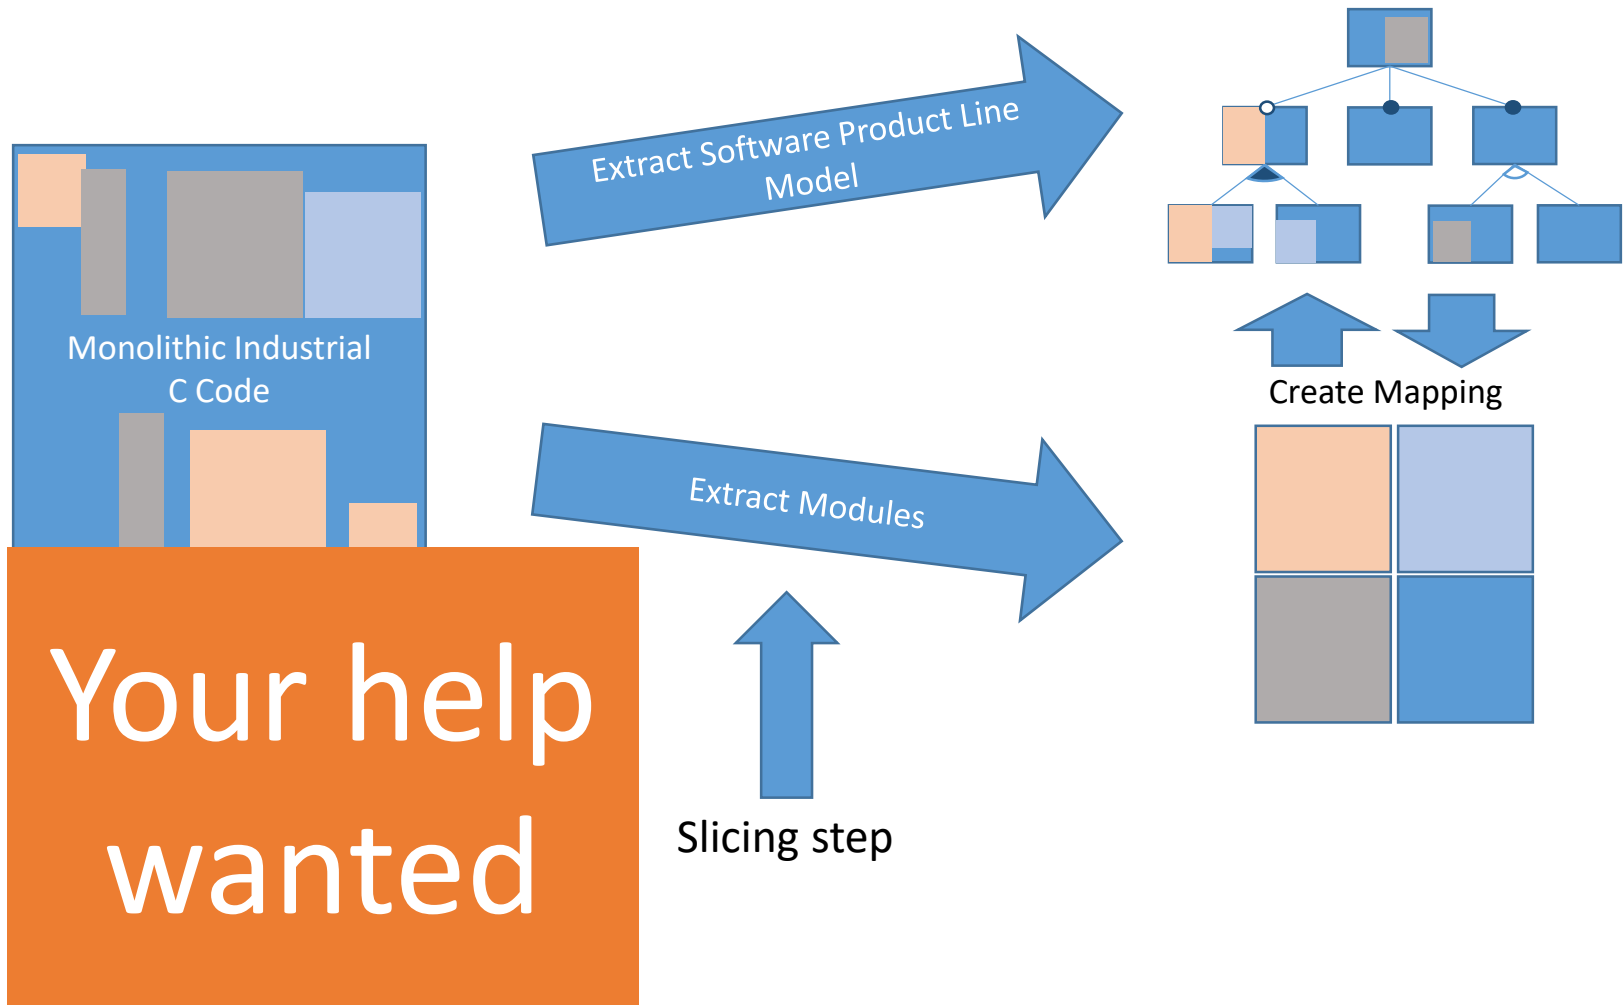 Extract Software Product Line
Model
Monolithic Industrial
C Code
Create Mapping
Extract Modules
Your help
wanted
Slicing step